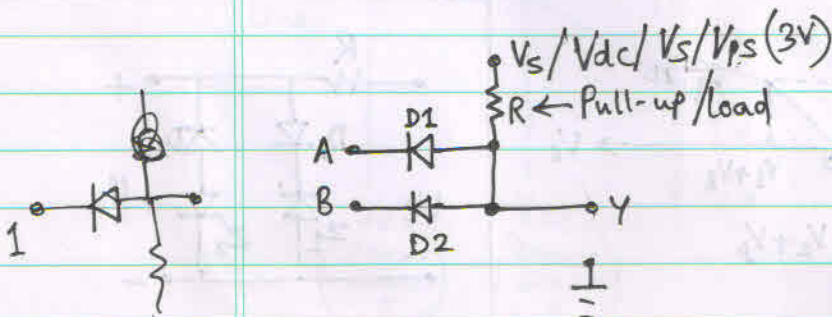 Vs/Vdc/Vs/Vps(3V)
R ← Pull-up/Load
D1
A
B
Y
D2
1